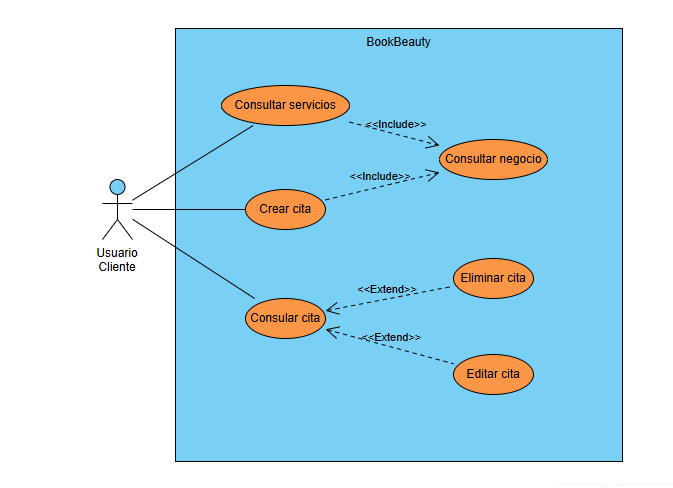 BookBeauty
Consultar servicios
<<Include>>
Consultar negocio
<<Include>>
Crear cita
Usuario
Cliente
Eliminar cita
<<Extend>>
Consular cita
<<Extend>>
Editar cita